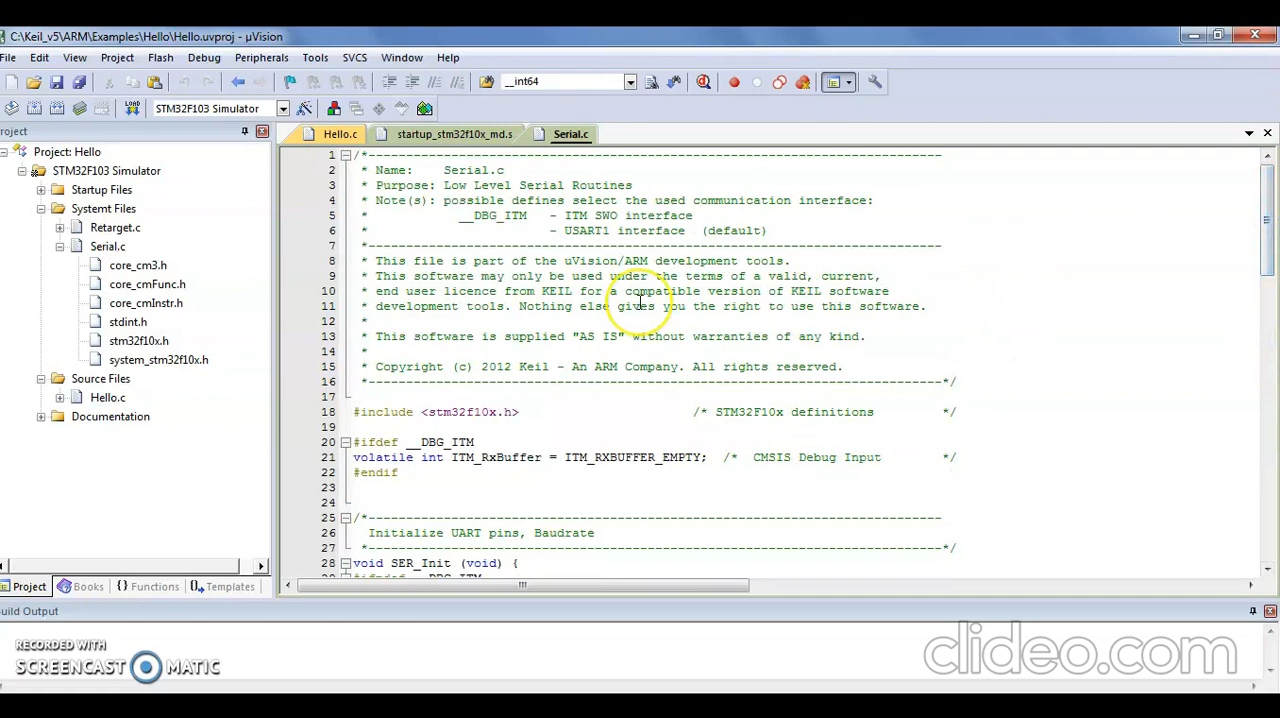 C:\Keil_v5\ARM\Examples\Hello\Hello.uvproj - µVision
File Edit View Project Flash Debug Peripherals Tools SVCS Window Help
__int64
LOAD STM32F103 Simulator
roject
Hello.c startup_stm32f10x_md.s Serial.c
Project: Hello
STM32F103 Simulator
Startup Files
Systemt Files
Retarget.c
Serial.c
core_cm3.h
core_cmFunc.h
core_cmInstr.h
stdint.h
stm32f10x.h
system_stm32f10x.h
Source Files
Hello.c
Documentation
1 /*----------------------------------------------------------------------------
2 * Name: Serial.c
3 * Purpose: Low Level Serial Routines
4 * Note(s): possible defines select the used communication interface:
5 * __DBG_ITM - ITM SWO interface
6 * - USART1 interface (default)
7 *----------------------------------------------------------------------------
8 * This file is part of the uVision/ARM development tools.
9 * This software may only be used under the terms of a valid, current,
10 * end user licence from KEIL for a compatible version of KEIL software
11 * development tools. Nothing else gives you the right to use this software.
12 *
13 * This software is supplied "AS IS" without warranties of any kind.
14 *
15 * Copyright (c) 2012 Keil - An ARM Company. All rights reserved.
16 *----------------------------------------------------------------------------*/
17
18 #include <stm32f10x.h> /* STM32F10x definitions */
19
20 #ifdef __DBG_ITM
21 volatile int ITM_RxBuffer = ITM_RXBUFFER_EMPTY; /* CMSIS Debug Input */
22 #endif
23
24
25 /*----------------------------------------------------------------------------
26 Initialize UART pins, Baudrate
27 *----------------------------------------------------------------------------*/
28 void SER_Init (void) {
Project Books {} Functions Templates
uild Output
RECORDED WITH
SCREENCAST MATIC
clideo.com